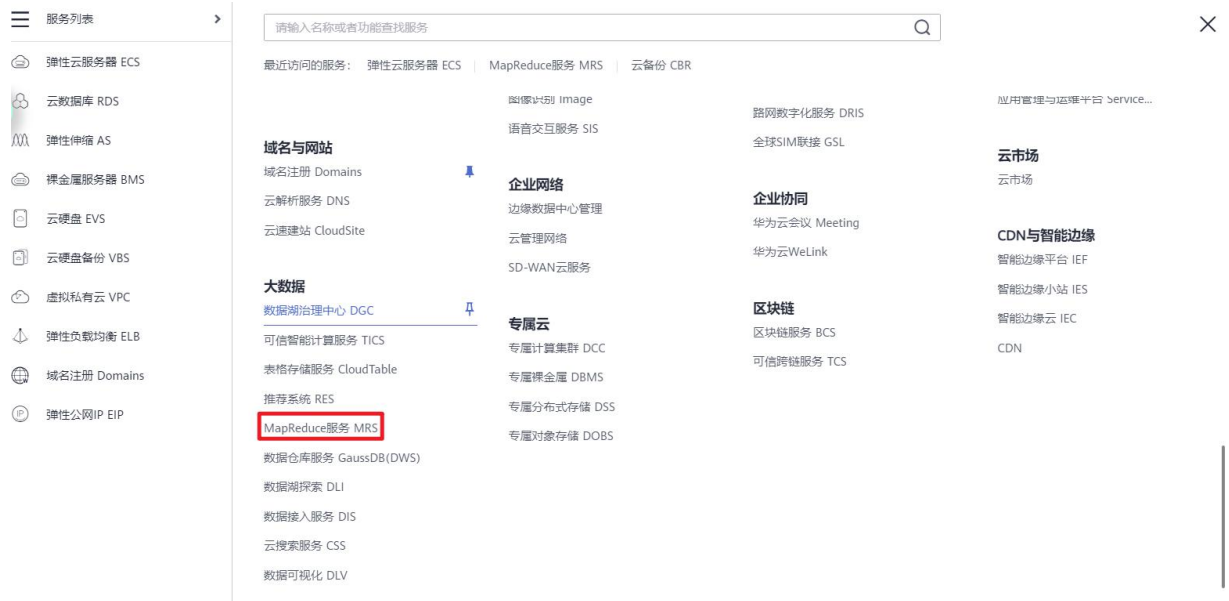 服务列表
弹性云服务器 ECS
云数据库 RDS
弹性伸缩 AS
裸金属服务器 BMS
云硬盘 EVS
云硬盘备份 VBS
虚拟私有云 VPC
弹性负载均衡 ELB
域名注册 Domains
弹性公网IP EIP
请输入名称或者功能查找服务
最近访问的服务： 弹性云服务器 ECS MapReduce服务 MRS 云备份 CBR
域名与网站
域名注册 Domains
云解析服务 DNS
云速建站 CloudSite
大数据
数据湖治理中心 DGC
可信智能计算服务 TICS
表格存储服务 CloudTable
推荐系统 RES
MapReduce服务 MRS
数据仓库服务 GaussDB(DWS)
数据湖探索 DLI
数据接入服务 DIS
云搜索服务 CSS
数据可视化 DLV
图像识别 Image
语音交互服务 SIS
企业网络
边缘数据中心管理
云管理网络
SD-WAN云服务
专属云
专属计算集群 DCC
专属裸金属 DBMS
专属分布式存储 DSS
专属对象存储 DOBS
路网数字化服务 DRIS
全球SIM联接 GSL
企业协同
华为云会议 Meeting
华为云WeLink
区块链
区块链服务 BCS
可信跨链服务 TCS
应用管理与运维平台 Service...
云市场
云市场
CDN与智能边缘
智能边缘平台 IEF
智能边缘小站 IES
智能边缘云 IEC
CDN